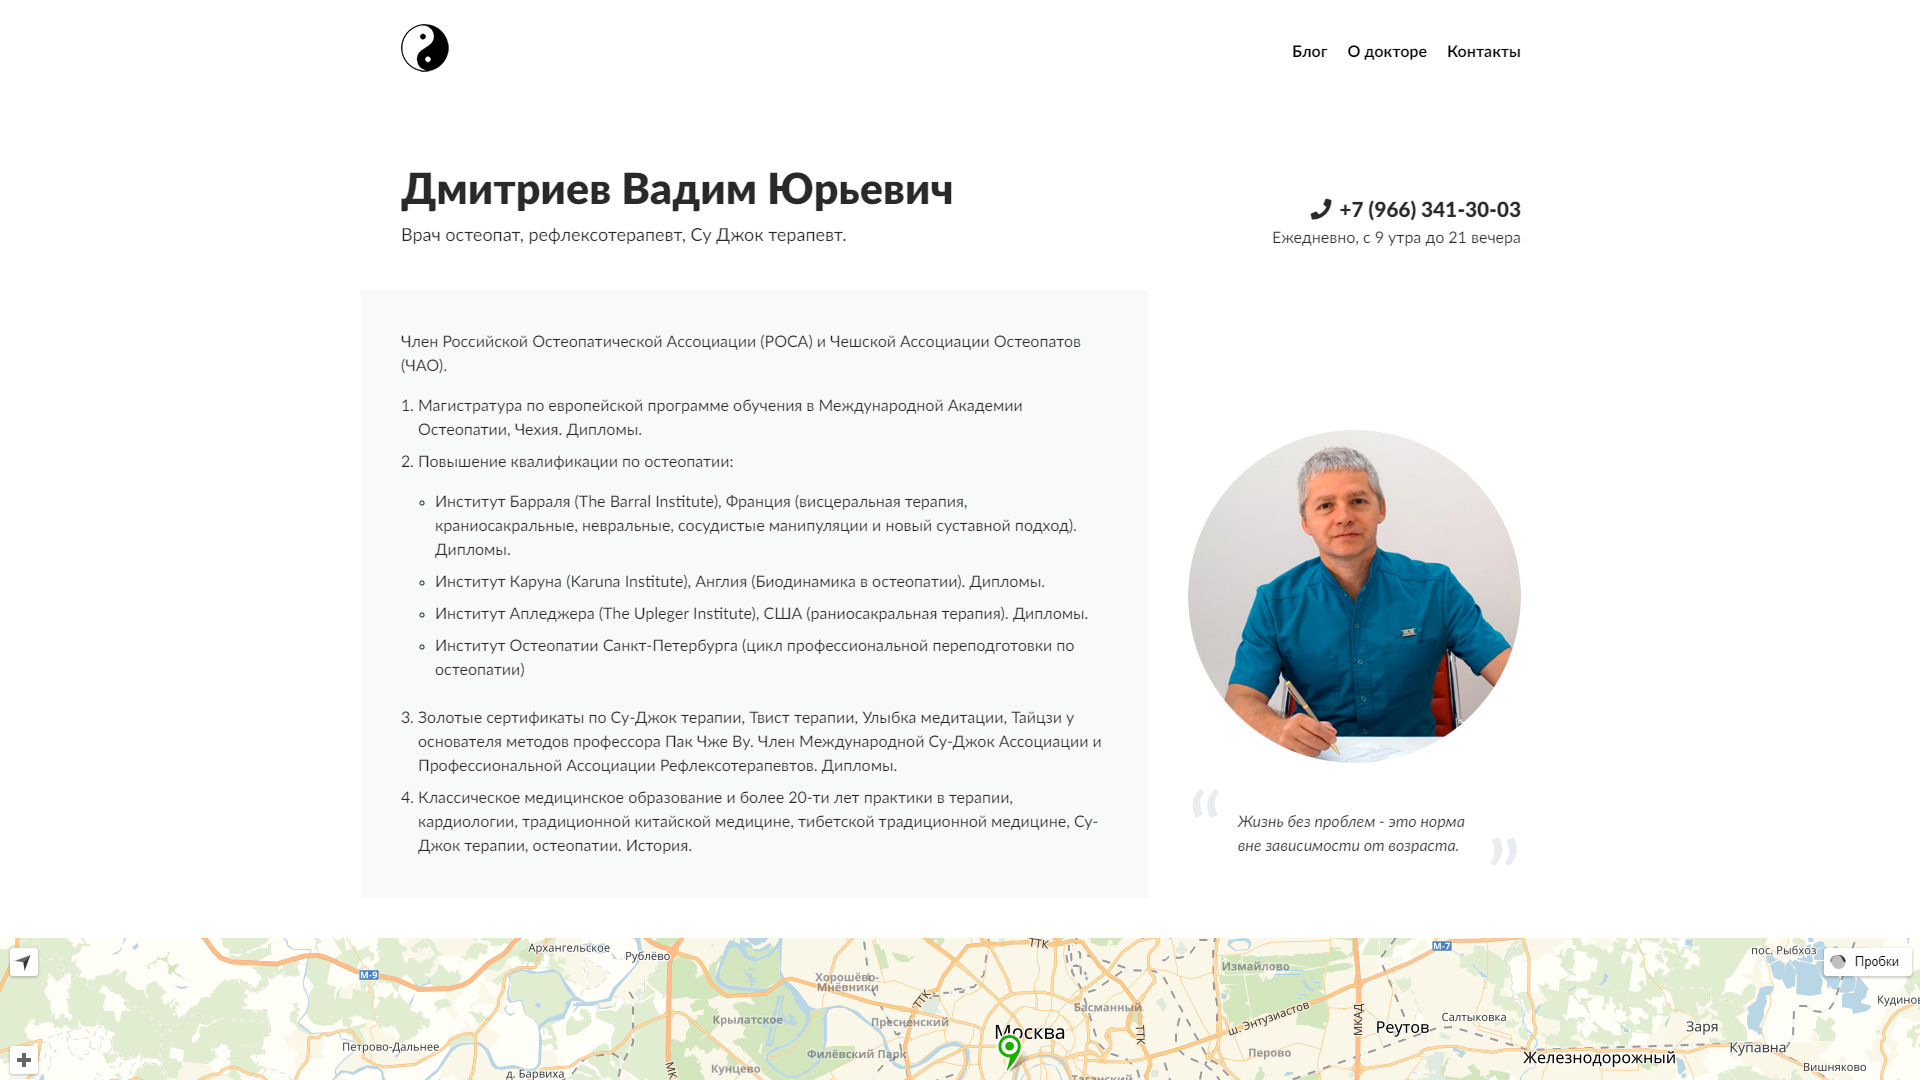 Блог О докторе Контакты
Дмитриев Вадим Юрьевич
Врач остеопат, рефлексотерапевт, Су Джок терапевт.
+7 (966) 341-30-03
Ежедневно, с 9 утра до 21 вечера
Член Российской Остеопатической Ассоциации (РОСА) и Чешской Ассоциации Остеопатов
(ЧАО).
1. Магистратура по европейской программе обучения в Международной Академии
Остеопатии, Чехия. Дипломы.
2. Повышение квалификации по остеопатии:
Институт Барраля (The Barral Institute), Франция (висцеральная терапия,
краниосакральные, невральные, сосудистые манипуляции и новый суставной подход).
Дипломы.
Институт Каруна (Karuna Institute), Англия (Биодинамика в остеопатии). Дипломы.
Институт Апледжера (The Upleger Institute), США (раниосакральная терапия). Дипломы.
Институт Остеопатии Санкт-Петербурга (цикл профессиональной переподготовки по
остеопатии)
3. Золотые сертификаты по Су-Джок терапии, Твист терапии, Улыбка медитации, Тайцзи у
основателя методов профессора Пак Чже Ву. Член Международной Су-Джок Ассоциации и
Профессиональной Ассоциации Рефлексотерапевтов. Дипломы.
4. Классическое медицинское образование и более 20-ти лет практики в терапии,
кардиологии, традиционной китайской медицине, тибетской традиционной медицине, Су-
Джок терапии, остеопатии. История.
“ Жизнь без проблем - это норма
вне зависимости от возраста. ”
Архангельское
Рублёво
ТТК
М-7
пос. Рыбхоз
Пробки
М-9
Хорошёво-
Мнёвники
Измайлово
ТТК
Басманный
Кудинов
Крылатское
Пресненский
Москва
ТТК
ш. Энтузиастов
МКАД
Реутов
Салтыковка
Заря
Петрово-Дальнее
Филёвский Парк
Перово
Железнодорожный
Купавна
д. Барвиха
Кунцево
МК
Таганский
Вишняково